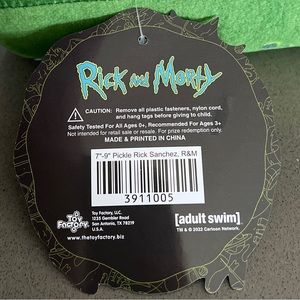 Rick and Morty
CAUTION: Remove all plastic fasteners, nylon cord,
and hang tags before giving to child.
Safety Tested For All Ages 0+, Recommended For Ages 3+
Not intended for retail sale or resale. For prize redemption only.
MADE & PRINTED IN CHINA
7"-9" Pickle Rick Sanchez, R&M
3911005
Toy Factory
Toy Factory, LLC.
1235 Gembler Road
San Antonio, TX 78219
U.S.A.
www.thetoyfactory.biz
[adult swim]
TM & © 2022 Cartoon Network